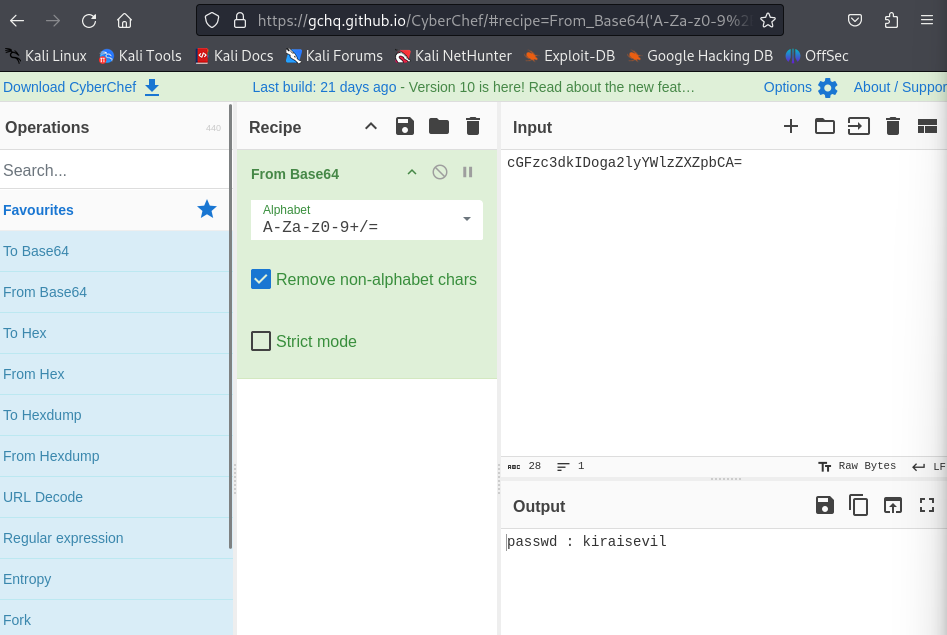 https://gchq.github.io/CyberChef/#recipe=From_Base64('A-Za-z0-9%2
Kali Linux Kali Tools Kali Docs Kali Forums Kali NetHunter Exploit-DB Google Hacking DB OffSec
Download CyberChef Last build: 21 days ago - Version 10 is here! Read about the new feat… Options About / Suppor
Operations 440
Search...
Favourites
To Base64
From Base64
To Hex
From Hex
To Hexdump
From Hexdump
URL Decode
Regular expression
Entropy
Fork
Recipe
From Base64
Alphabet
A-Za-z0-9+/=
Remove non-alphabet chars
Strict mode
Input
cGFzc3dkIDoga2lyYWlzZXZpbCA=
ABC 28 1 Tт Raw Bytes LF
Output
passwd : kiraisevil